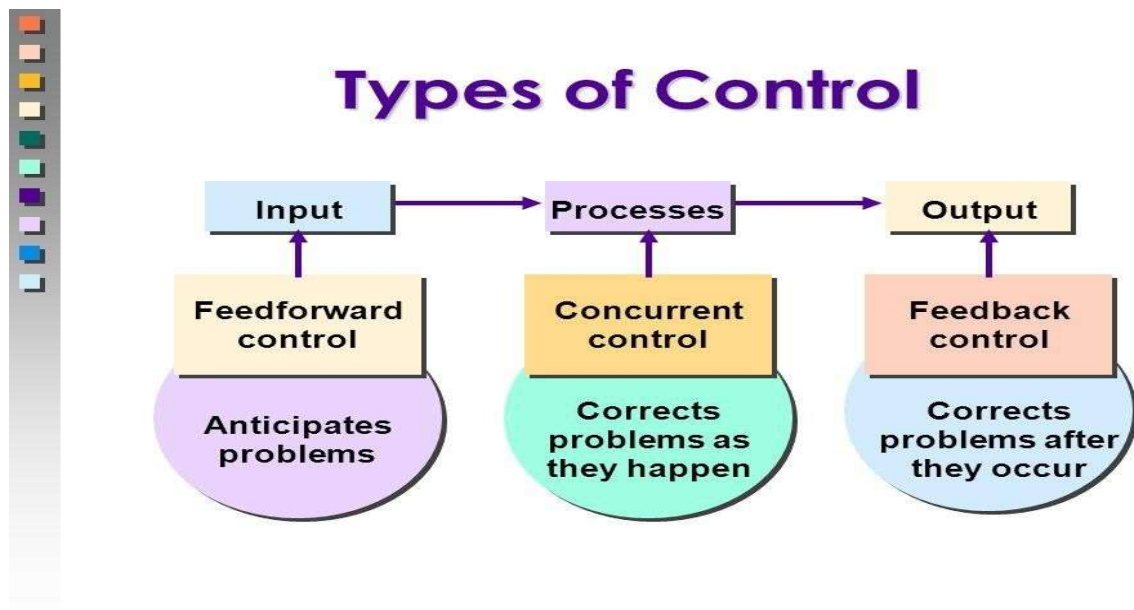 Types of Control
Input
Processes
Output
Feedforward
control
Concurrent
control
Feedback
control
Anticipates
problems
Corrects
problems as
they happen
Corrects
problems after
they occur